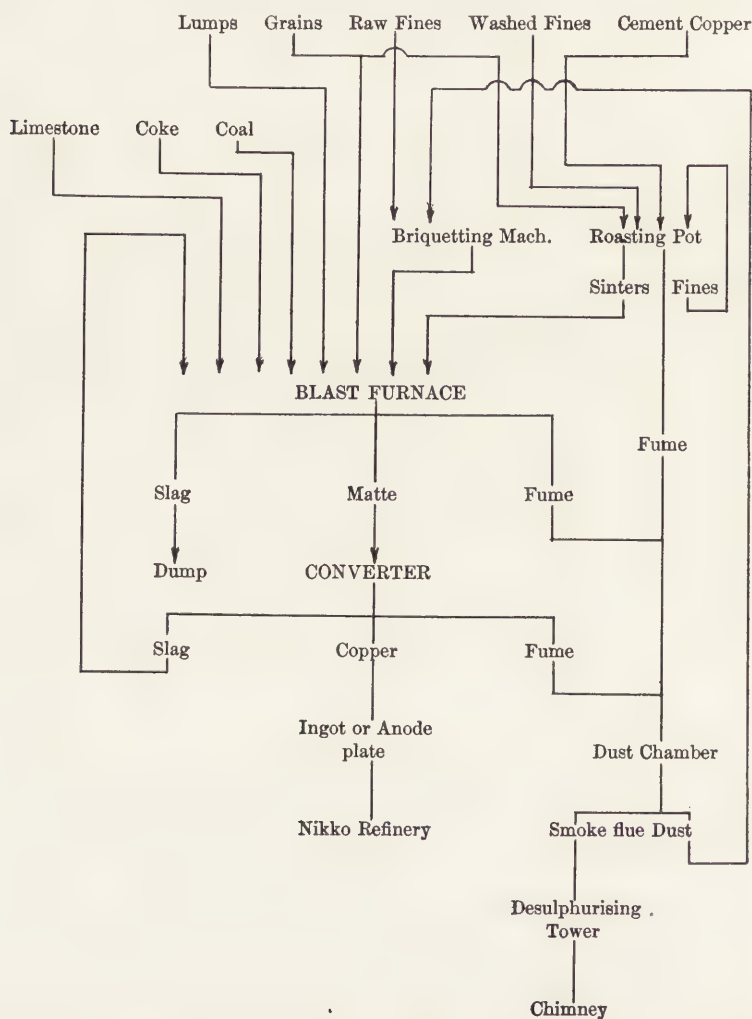 Lumps Grains Raw Fines Washed Fines Cement Copper
Limestone Coke Coal
Briquetting Mach. Roasting Pot
Sinters Fines
BLAST FURNACE
Fume
Slag Matte Fume
Dump CONVERTER
Slag Copper Fume
Ingot or Anode
plate
Dust Chamber
Nikko Refinery Smoke flue Dust
Desulphurising
Tower
Chimney